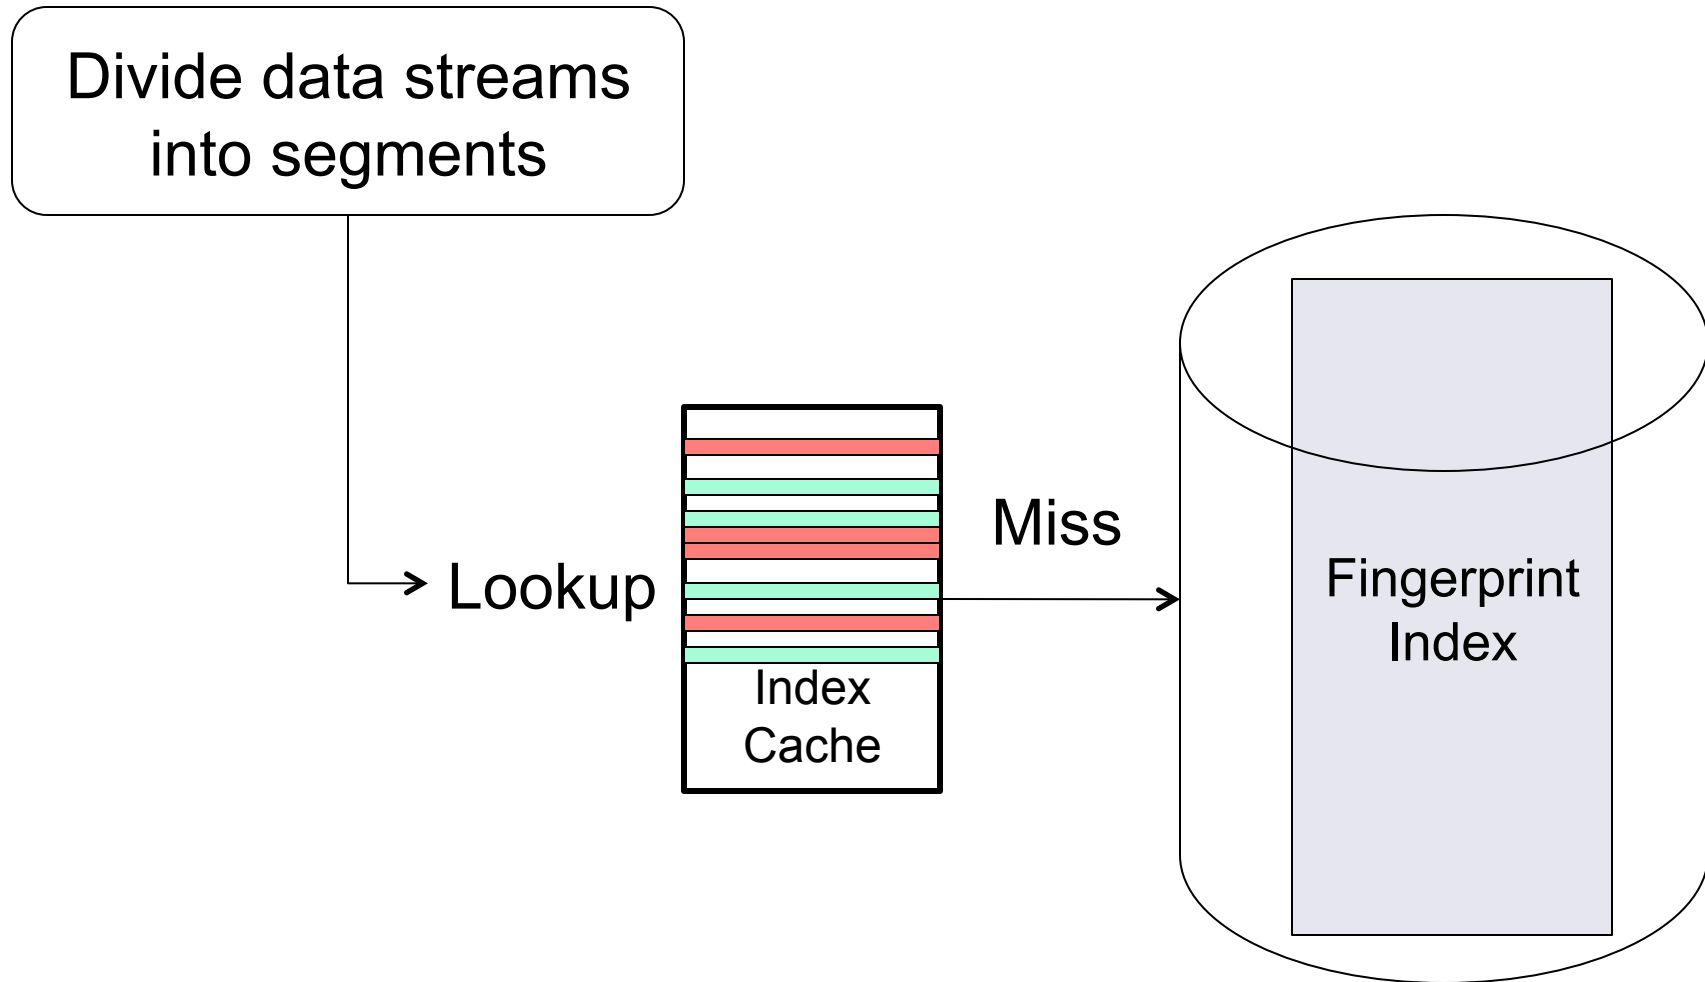 Divide data streams
into segments
Lookup
Index
Cache
Miss
Fingerprint
Index